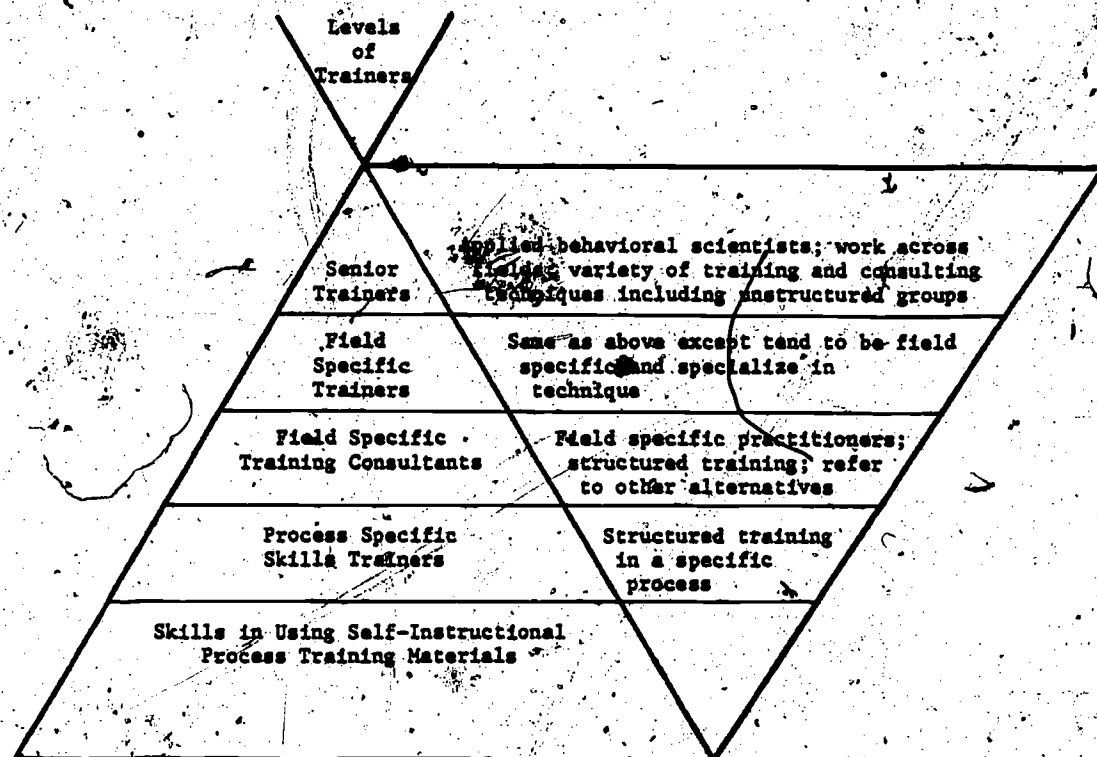 Levels
of
Trainers
Senior
Trainers
Applied behavioral scientists; work across
fields; variety of training and consulting
techniques including unstructured groups
Field
Specific
Trainers
Same as above except tend to be field
specific and specialize in
technique
Field Specific
Training Consultants
Field specific practitioners;
structured training; refer
to other alternatives
Process Specific
Skills Trainers
Structured training
in a specific
process
Skills in Using Self-Instructional
Process Training Materials